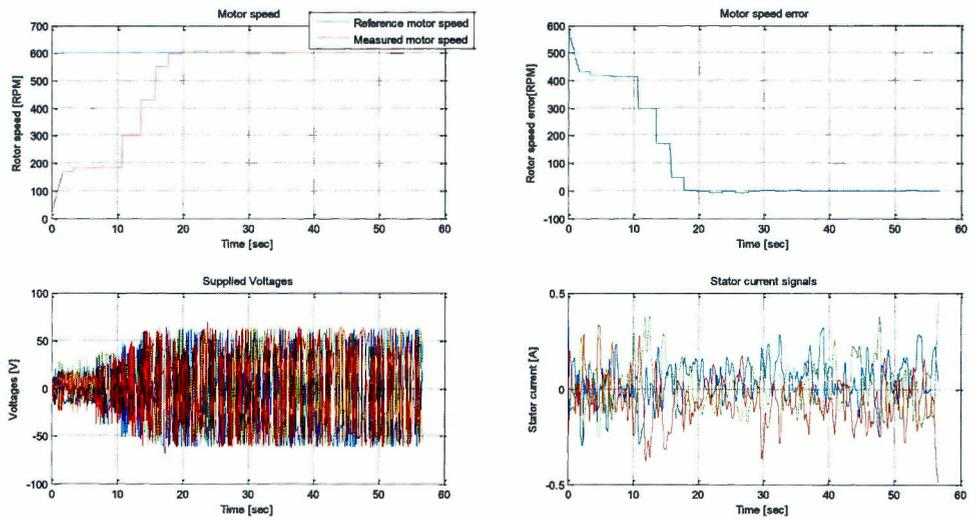 Motor speed
Reference motor speed
Measured motor speed
Rotor speed [RPM]
700
600
500
400
300
200
100
0
0 10 20 30 40 50 60
Time [sec]
Motor speed error
Rotor speed error[RPM]
600
500
400
300
200
100
0
-100
0 10 20 30 40 50 60
Time [sec]
Supplied Voltages
Voltages [V]
100
50
0
-50
-100
0 10 20 30 40 50 60
Time [sec]
Stator current signals
Stator current [A]
0.5
0
-0.5
0 10 20 30 40 50 60
Time [sec]